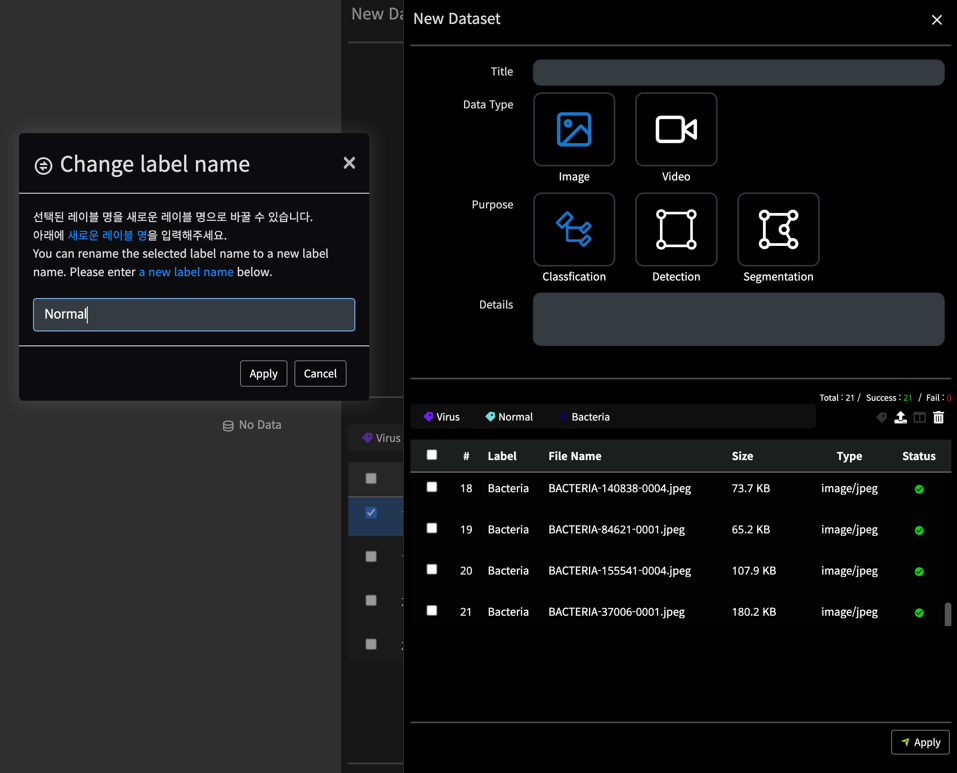 New Da
New Dataset
Title
Data Type
Image
Video
Purpose
Classfication
Detection
Segmentation
Details
Change label name
선택된 레이블 명을 새로운 레이블 명으로 바꿀 수 있습니다.
아래에 새로운 레이블 명을 입력해주세요.
You can rename the selected label name to a new label
name. Please enter a new label name below.
Normal
Apply
Cancel
No Data
Virus
Total : 21 / Success : 21 / Fail : 0
Virus
Normal
Bacteria
# Label File Name Size Type Status
18 Bacteria BACTERIA-140838-0004.jpeg 73.7 KB image/jpeg
19 Bacteria BACTERIA-84621-0001.jpeg 65.2 KB image/jpeg
20 Bacteria BACTERIA-155541-0004.jpeg 107.9 KB image/jpeg
21 Bacteria BACTERIA-37006-0001.jpeg 180.2 KB image/jpeg
Apply